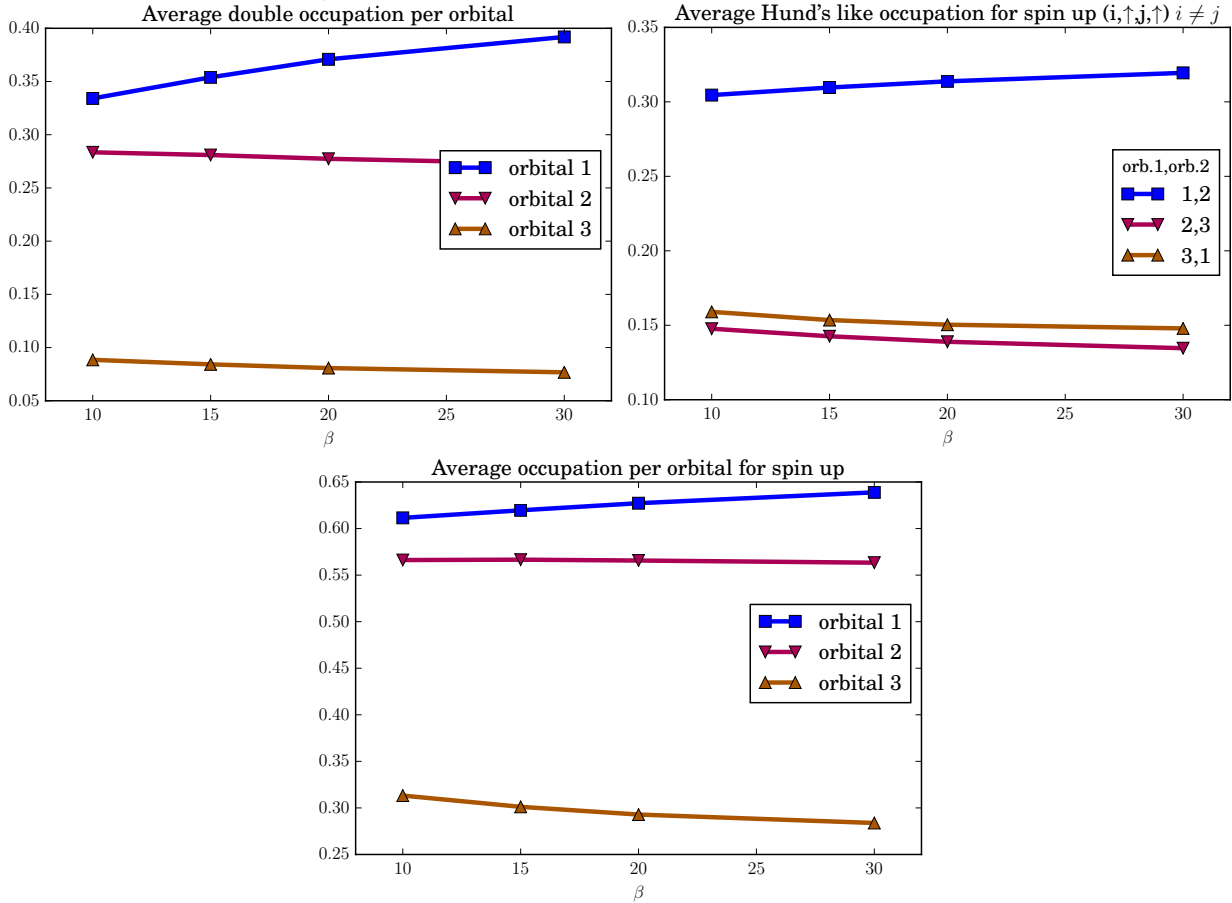 Average double occupation per orbital
0.40
0.35
0.30
0.25
0.20
0.15
0.10
0.05
10 15 20 25 30
β
orbital 1
orbital 2
orbital 3
Average Hund's like occupation for spin up (i,↑,j,↑) i ≠ j
0.35
0.30
0.25
0.20
0.15
0.10
10 15 20 25 30
β
orb.1,orb.2
1,2
2,3
3,1
Average occupation per orbital for spin up
0.65
0.60
0.55
0.50
0.45
0.40
0.35
0.30
0.25
10 15 20 25 30
β
orbital 1
orbital 2
orbital 3